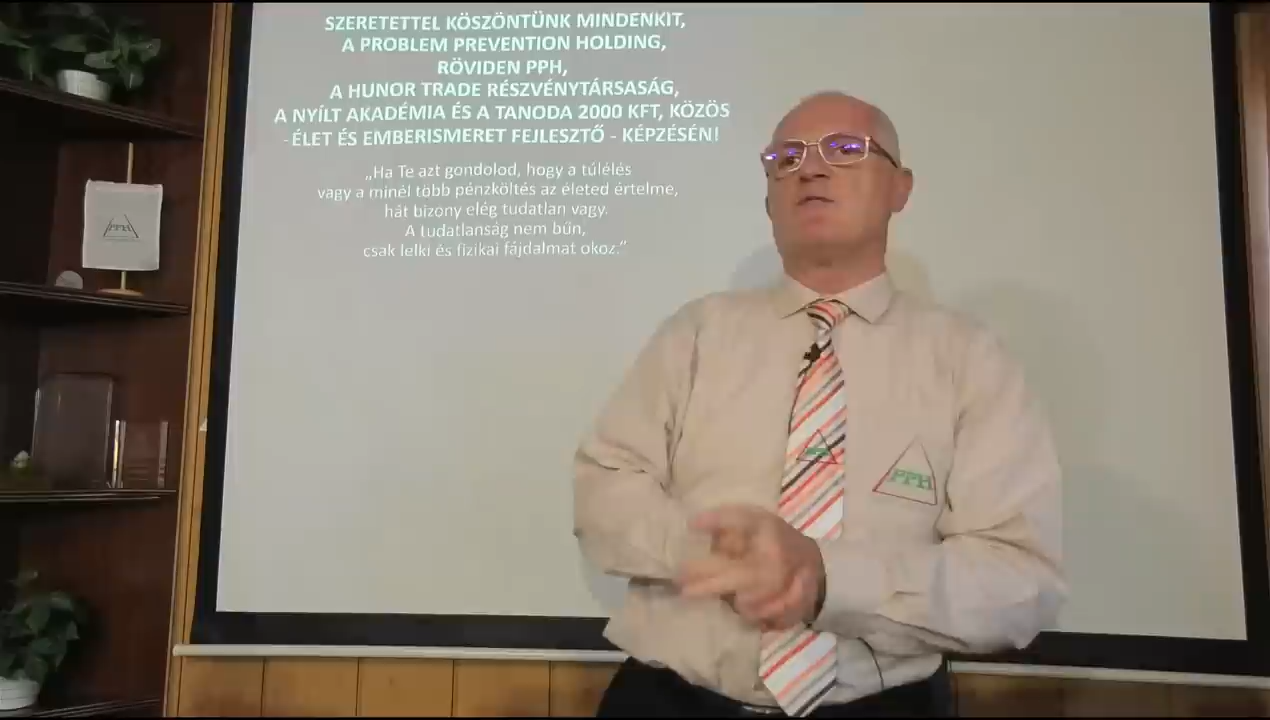 SZERETETTEL KÖSZÖNTÜNK MINDENKIT,
A PROBLEM PREVENTION HOLDING,
RÖVIDEN PPH,
A HUNOR TRADE RÉSZVÉNYTÁRSASÁG,
A NYÍLT AKADÉMIA ÉS A TANODA 2000 KFT, KÖZÖS
- ÉLET ÉS EMBERISMERET FEJLESZTŐ - KÉPZÉSÉN!
„Ha Te azt gondolod, hogy a túlélés
vagy a minél több pénzköltés az életed értelme,
hát bizony elég tudatlan vagy.
A tudatlanság nem bűn,
csak lelki és fizikai fájdalmat okoz.”
PPH
PPH